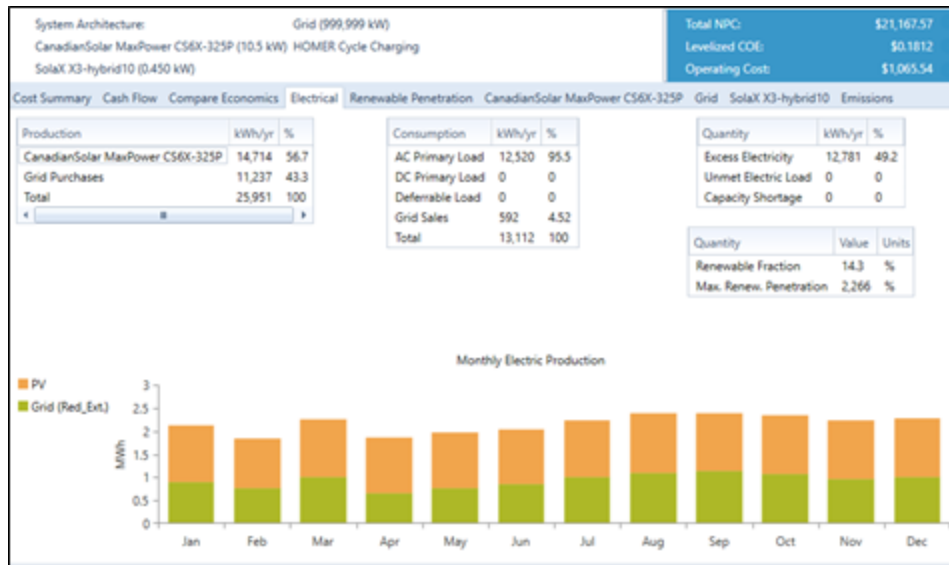 System Architecture: Grid (999,999 kW)
CanadianSolar MaxPower CS6X-325P (10.5 kW) HOMER Cycle Charging
SolaX X3-hybrid10 (0.450 kW)
Total NPC: $21,167.57
Levelized COE: $0.1812
Operating Cost: $1,065.54
Cost Summary Cash Flow Compare Economics Electrical Renewable Penetration CanadianSolar MaxPower CS6X-325P Grid SolaX X3-hybrid10 Emissions
Production kWh/yr %
CanadianSolar MaxPower CS6X-325P 14,714 56.7
Grid Purchases 11,237 43.3
Total 25,951 100
Consumption kWh/yr %
AC Primary Load 12,520 95.5
DC Primary Load 0 0
Deferrable Load 0 0
Grid Sales 592 4.52
Total 13,112 100
Quantity kWh/yr %
Excess Electricity 12,781 49.2
Unmet Electric Load 0 0
Capacity Shortage 0 0
Quantity Value Units
Renewable Fraction 14.3 %
Max. Renew. Penetration 2,266 %
Monthly Electric Production
PV
Grid (Red_Ext.)
MWh
3
2.5
2
1.5
1
0.5
0
Jan Feb Mar Apr May Jun Jul Aug Sep Oct Nov Dec